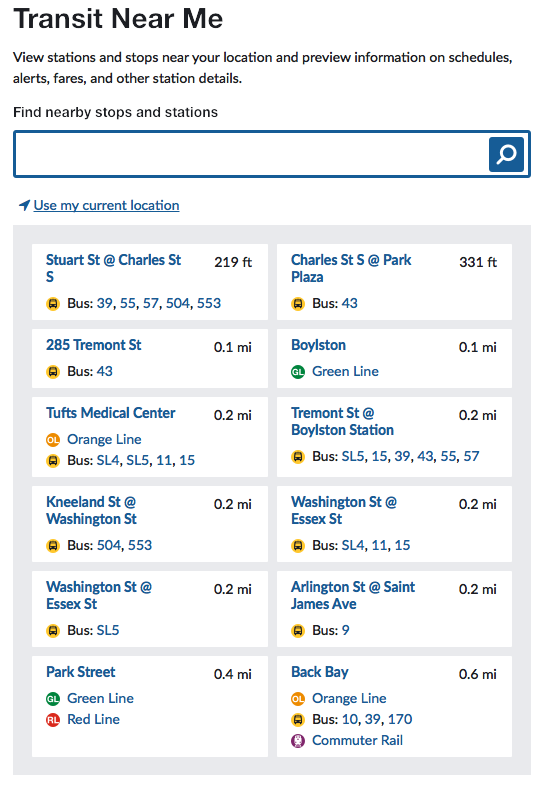 Transit Near Me
View stations and stops near your location and preview information on schedules,
alerts, fares, and other station details.
Find nearby stops and stations
Use my current location
Stuart St @ Charles St
S
219 ft
Bus: 39, 55, 57, 504, 553
Charles St S @ Park
Plaza
331 ft
Bus: 43
285 Tremont St
0.1 mi
Bus: 43
Boylston
0.1 mi
GL Green Line
Tufts Medical Center
0.2 mi
OL Orange Line
Bus: SL4, SL5, 11, 15
Tremont St @
Boylston Station
0.2 mi
Bus: SL5, 15, 39, 43, 55, 57
Kneeland St @
Washington St
0.2 mi
Bus: 504, 553
Washington St @
Essex St
0.2 mi
Bus: SL4, 11, 15
Washington St @
Essex St
0.2 mi
Bus: SL5
Arlington St @ Saint
James Ave
0.2 mi
Bus: 9
Park Street
0.4 mi
GL Green Line
RL Red Line
Back Bay
0.6 mi
OL Orange Line
Bus: 10, 39, 170
Commuter Rail